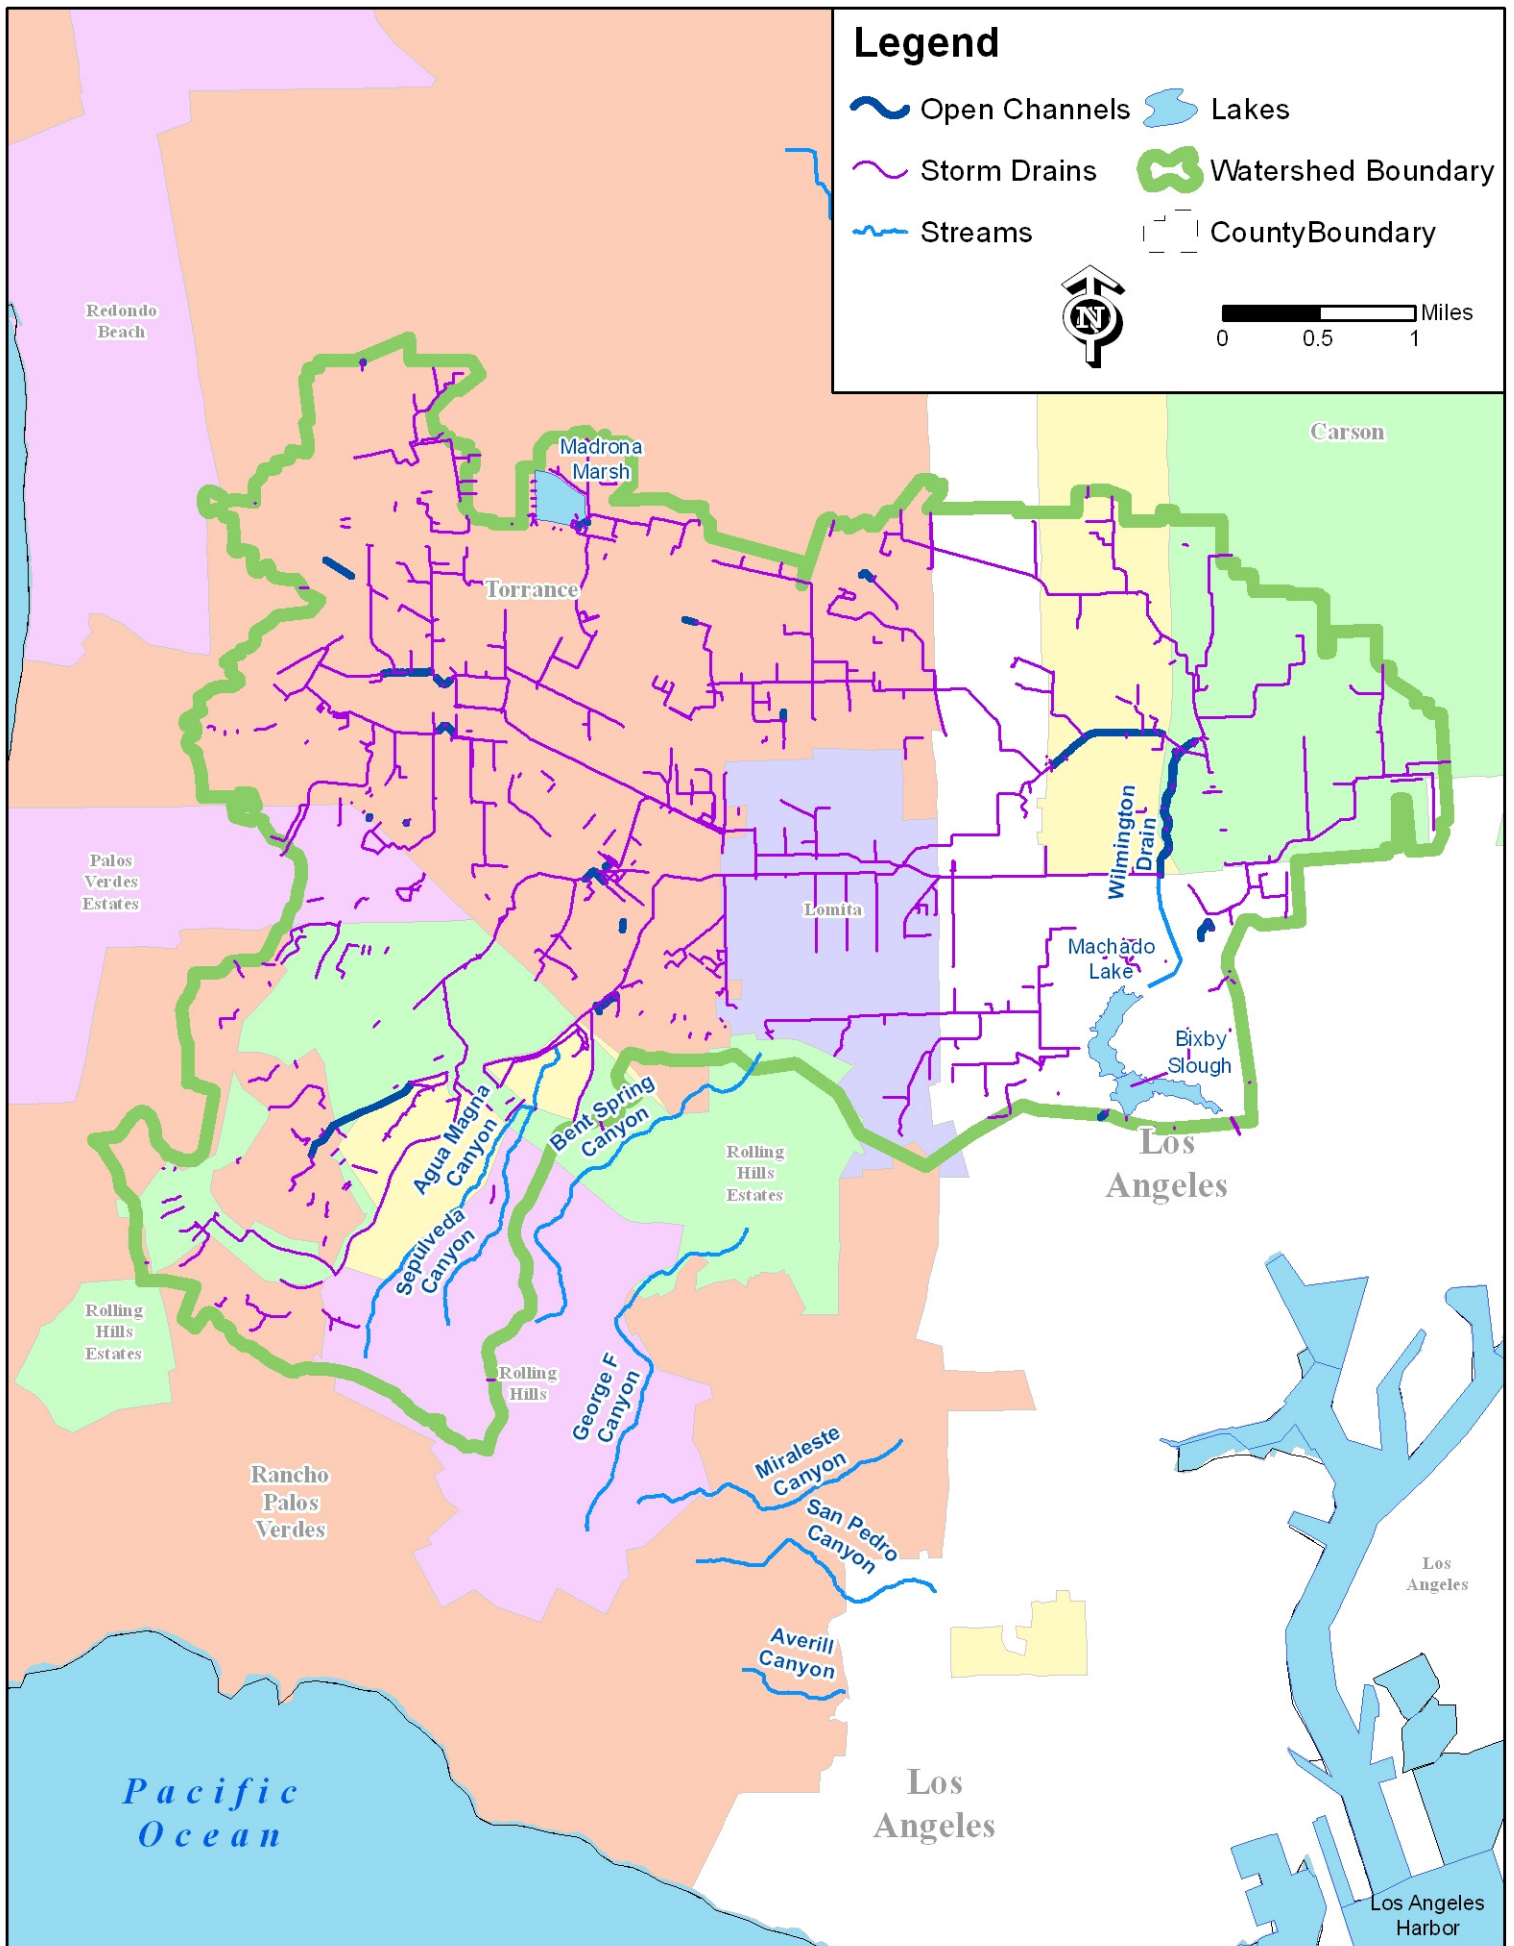 Legend
Open Channels
Lakes
Storm Drains
Watershed Boundary
Streams
CountyBoundary
N
Miles
0
0.5
1
Redondo
Beach
Carson
Madrona
Marsh
Torrance
Palos
Verdes
Estates
Lomita
Wilmington
Drain
Machado
Lake
Bixby
Slough
Los
Angeles
Agua Magna
Canyon
Bent Spring
Canyon
Rolling
Hills
Estates
Sepulveda
Canyon
Rolling
Hills
Estates
Rolling
Hills
George F
Canyon
Miraleste
Canyon
San Pedro
Canyon
Rancho
Palos
Verdes
Los
Angeles
Averill
Canyon
Pacific
Ocean
Los
Angeles
Los Angeles
Harbor